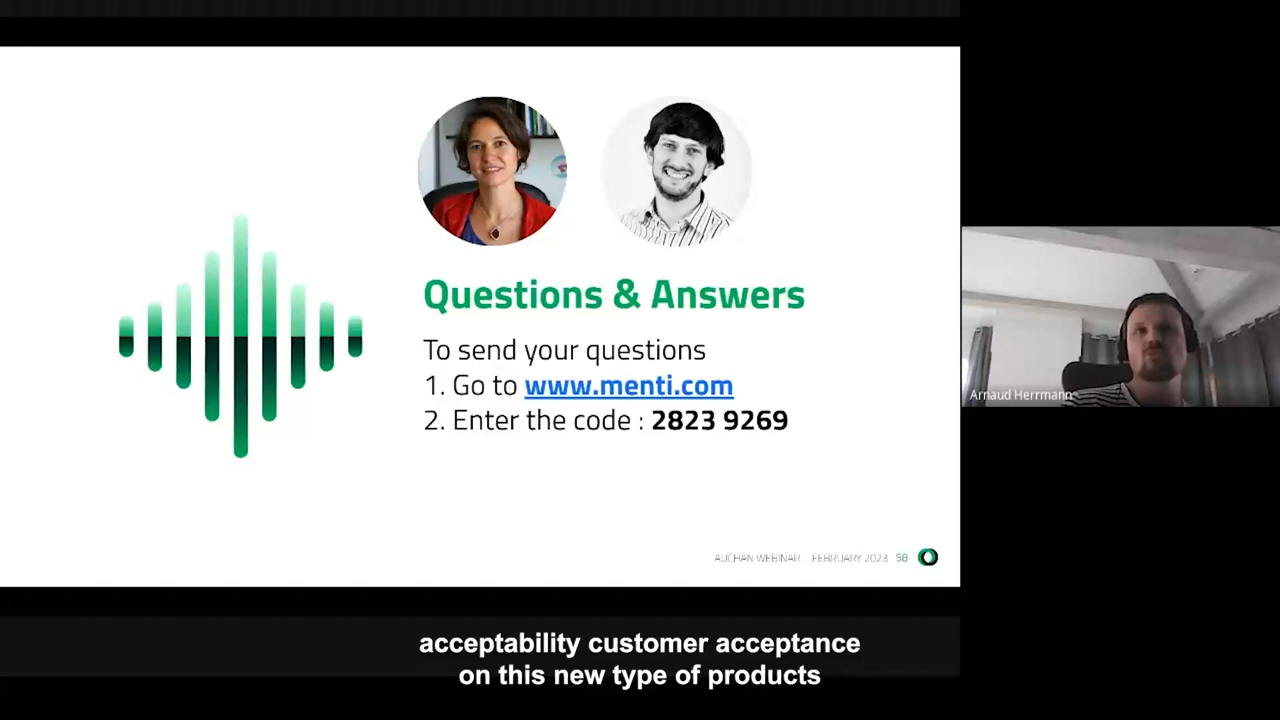 Questions & Answers
To send your questions
1. Go to www.menti.com
2. Enter the code : 2823 9269
Arnaud Herrmann
AUCHAN WEBINAR FEBRUARY 2023 58
acceptability customer acceptance
on this new type of products